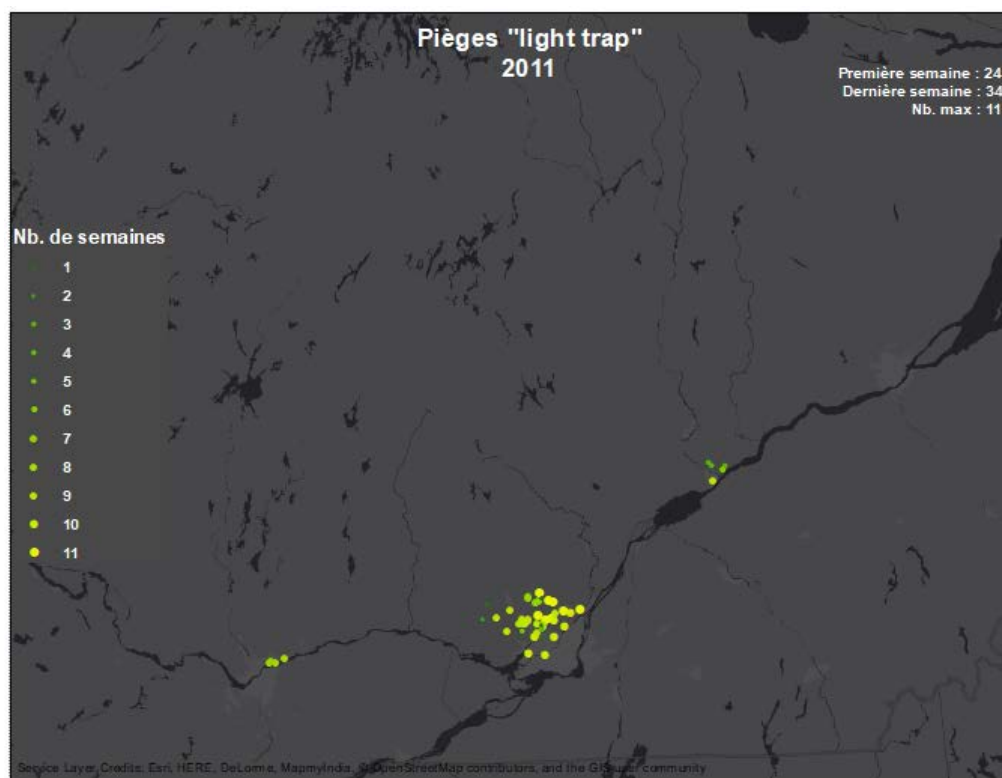 Pièges "light trap"
2011
Première semaine : 24
Dernière semaine : 34
Nb. max : 11
Nb. de semaines
1
2
3
4
5
6
7
8
9
10
11
Service Layer Credits: Esri, HERE, DeLorme, MapmyIndia, © OpenStreetMap contributors, and the GIS user community